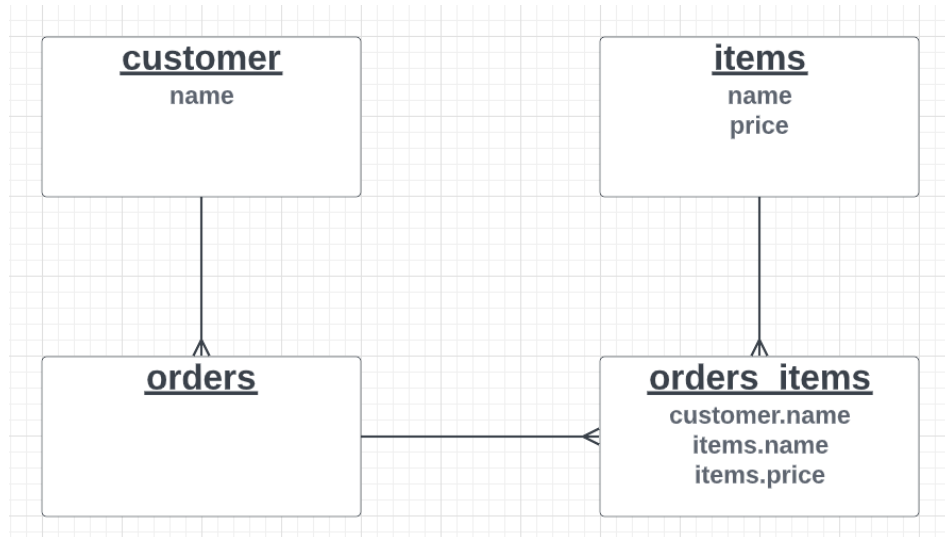 customer
name
items
name
price
orders
orders_items
customer.name
items.name
items.price